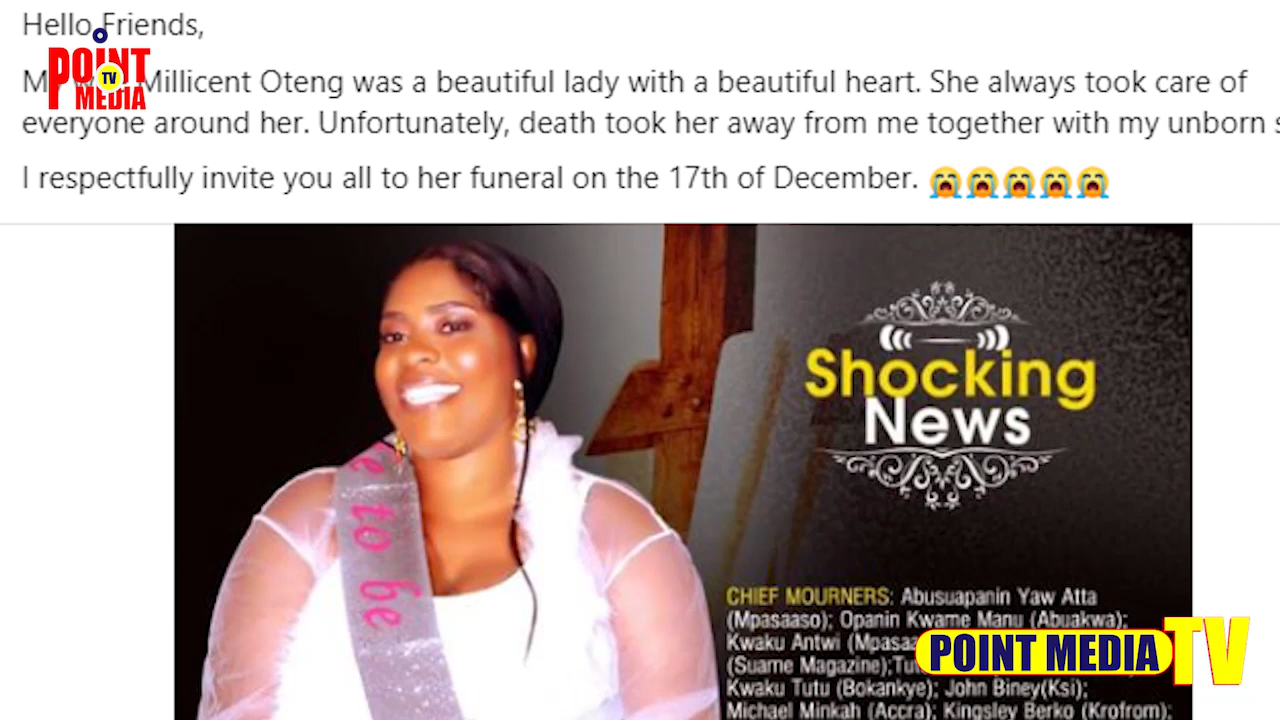 Hello Friends,
Millicent Oteng was a beautiful lady with a beautiful heart. She always took care of
everyone around her. Unfortunately, death took her away from me together with my unborn
I respectfully invite you all to her funeral on the 17th of December. 😭😭😭😭😭
POINT
TV
MEDIA
Shocking
News
to be
CHIEF MOURNERS: Abusuapanin Yaw Atta
(Mpasaaso); Opanin Kwame Manu (Abuakwa);
Kwaku Antwi
(Suame Magazine);
Kwaku Tutu (Bokankye); John Biney(Ksi);
Michael Minkah (Accra); Kingsley Berko (Krofrom);
POINT MEDIA TV